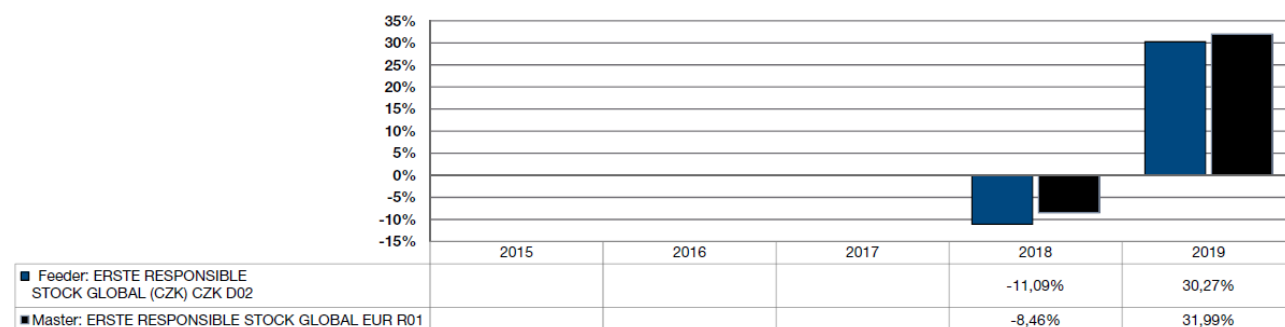 35%
30%
25%
20%
15%
10%
5%
0%
-5%
-10%
-15%
2015 2016 2017 2018 2019
Feeder: ERSTE RESPONSIBLE
STOCK GLOBAL (CZK) CZK D02 -11,09% 30,27%
Master: ERSTE RESPONSIBLE STOCK GLOBAL EUR R01 -8,46% 31,99%